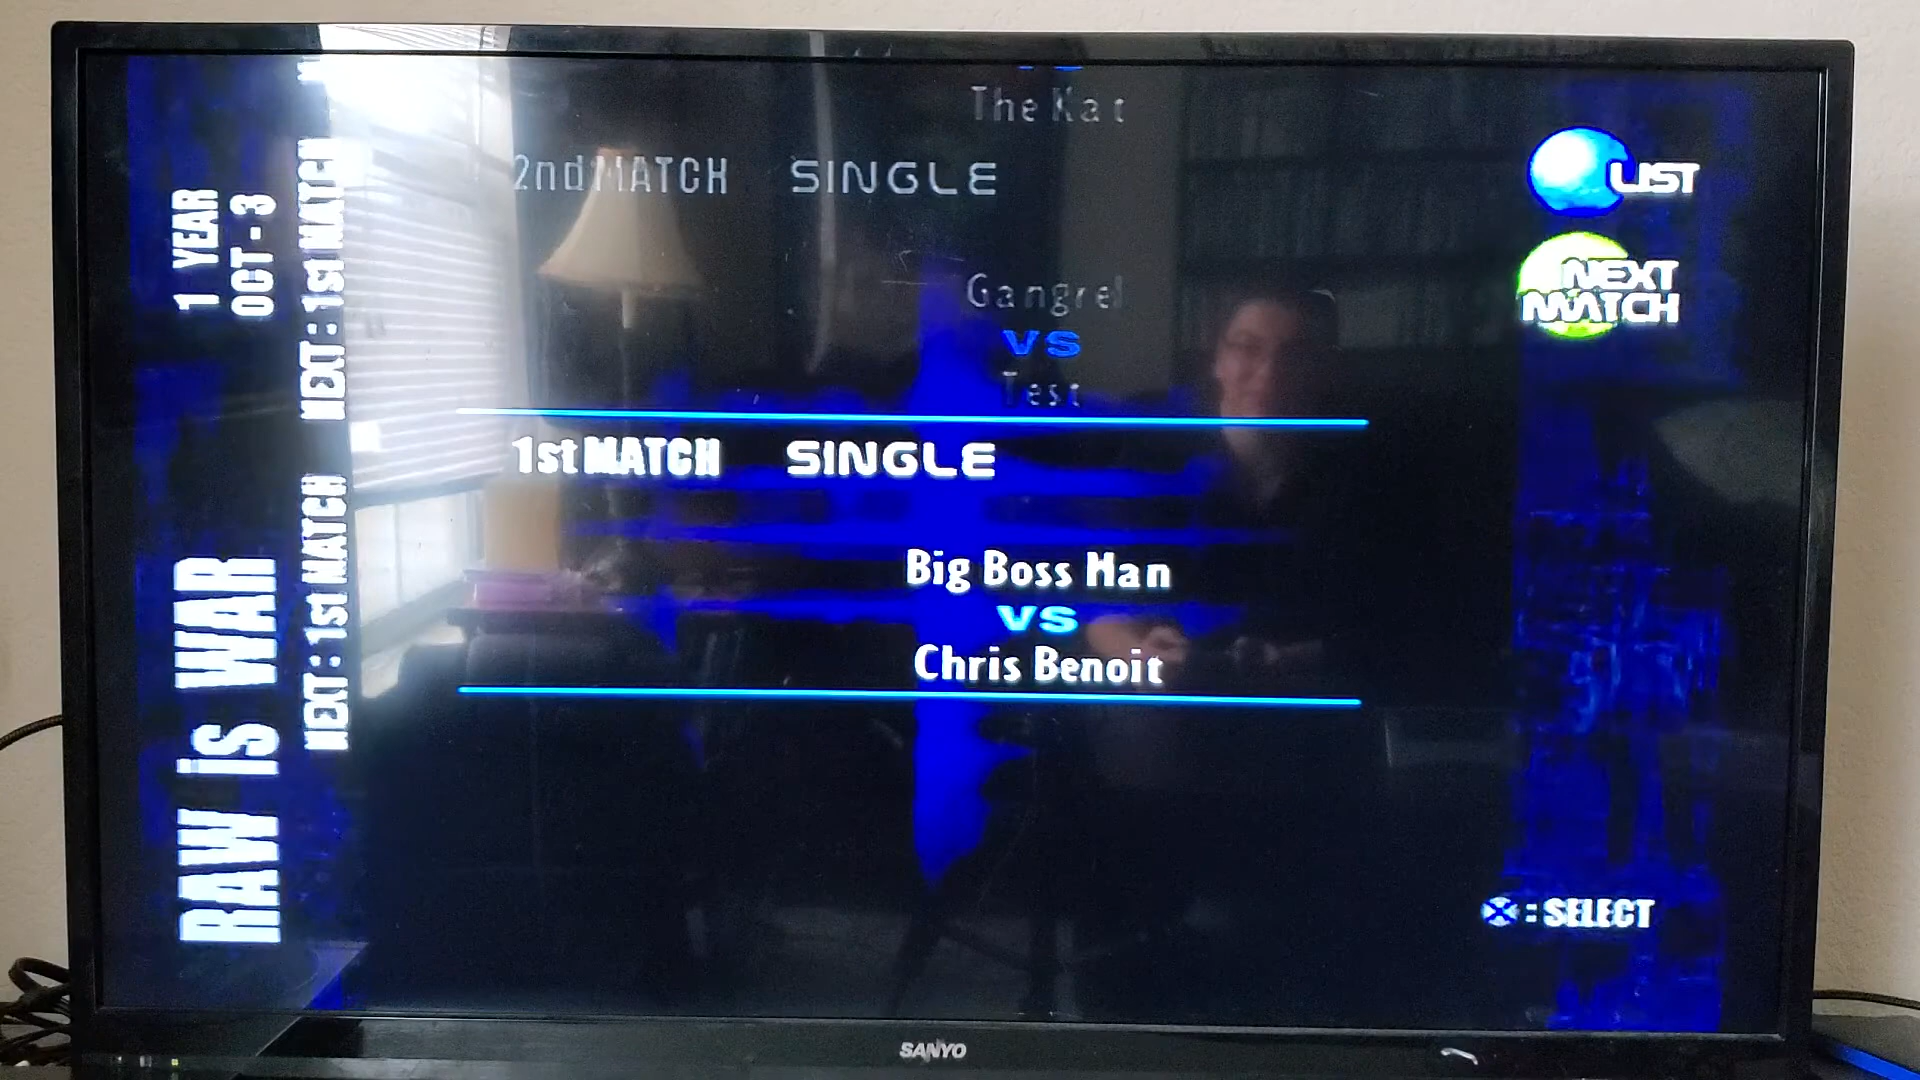 The Kat
2nd MATCH SINGLE
Gangrel
VS
Test
1st MATCH SINGLE
Big Boss Man
VS
Chris Benoit
RAW is WAR
1 YEAR
OCT - 3
NEXT : 1st MATCH NEXT : 1st MATCH
LIST
NEXT
MATCH
: SELECT
SANYO